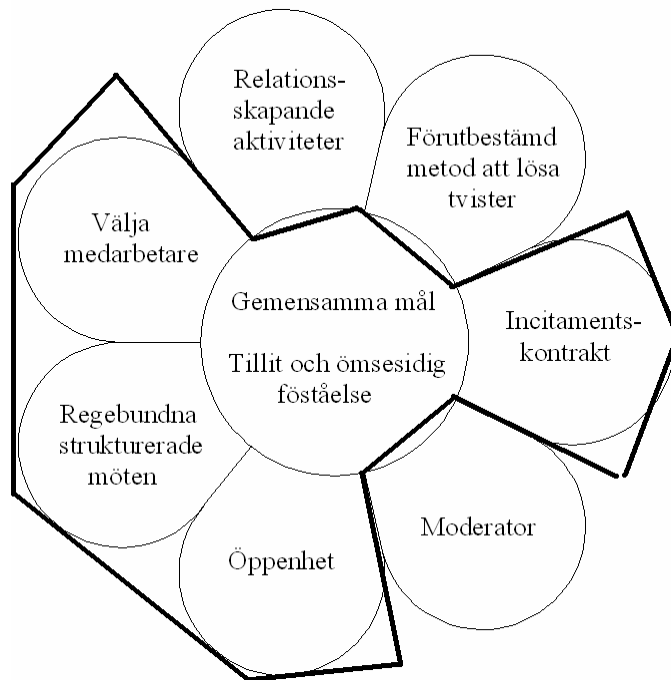 Relations-
skapande
aktiviteter
Förutbestämd
metod att lösa
tvister
Välja
medarbetare
Gemensamma mål
Tillit och ömsesidig
föståelse
Incitaments-
kontrakt
Regebundna
strukturerade
möten
Öppenhet
Moderator